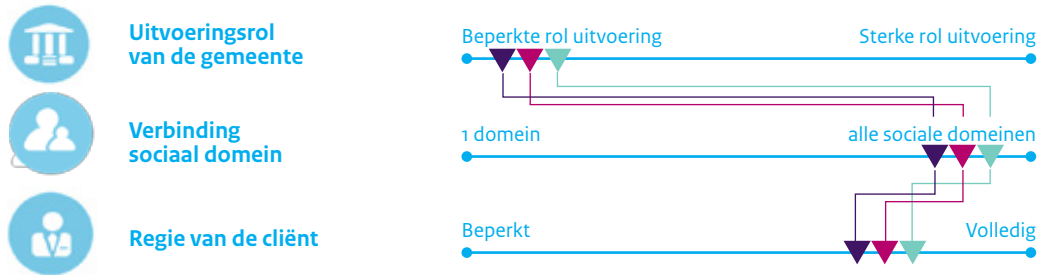 Uitvoeringsrol
van de gemeente
Beperkte rol uitvoering
Sterke rol uitvoering
Verbinding
sociaal domein
1 domein
alle sociale domeinen
Regie van de cliënt
Beperkt
Volledig